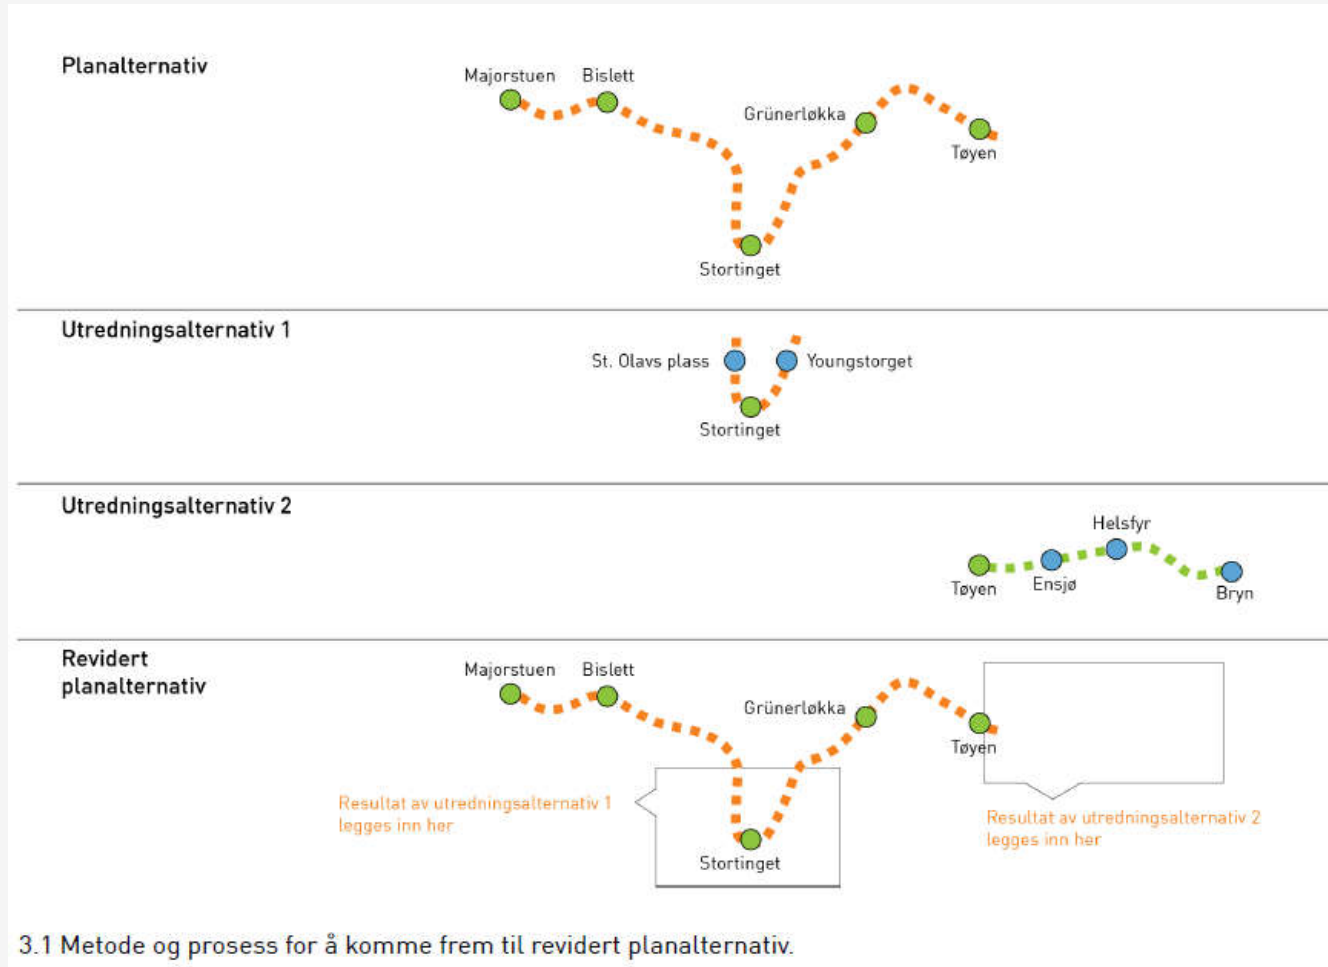 Planalternativ
Majorstuen
Bislett
Grünerløkka
Tøyen
Stortinget
Utredningsalternativ 1
St. Olavs plass
Youngstorget
Stortinget
Utredningsalternativ 2
Helsfyr
Tøyen
Ensjø
Bryn
Revidert
planalternativ
Majorstuen
Bislett
Grünerløkka
Tøyen
Resultat av utredningsalternativ 1
legges inn her
Resultat av utredningsalternativ 2
legges inn her
Stortinget
3.1 Metode og prosess for å komme frem til revidert planalternativ.